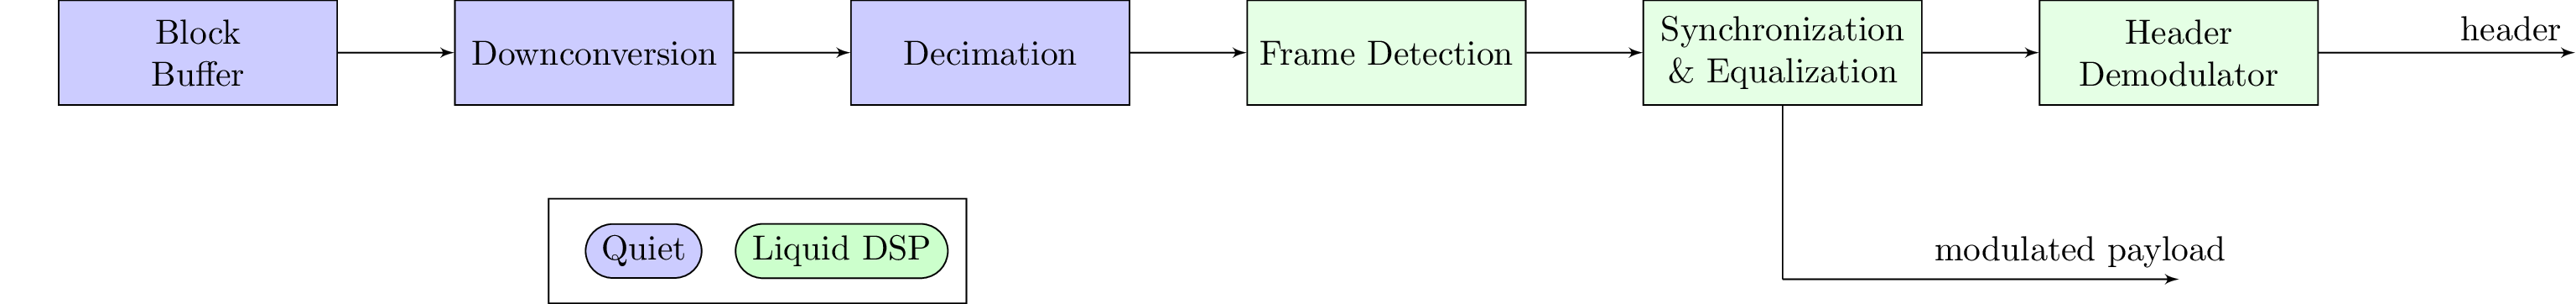 Block
Buffer
Downconversion
Decimation
Frame Detection
Synchronization
& Equalization
Header
Demodulator
header
Quiet
Liquid DSP
modulated payload